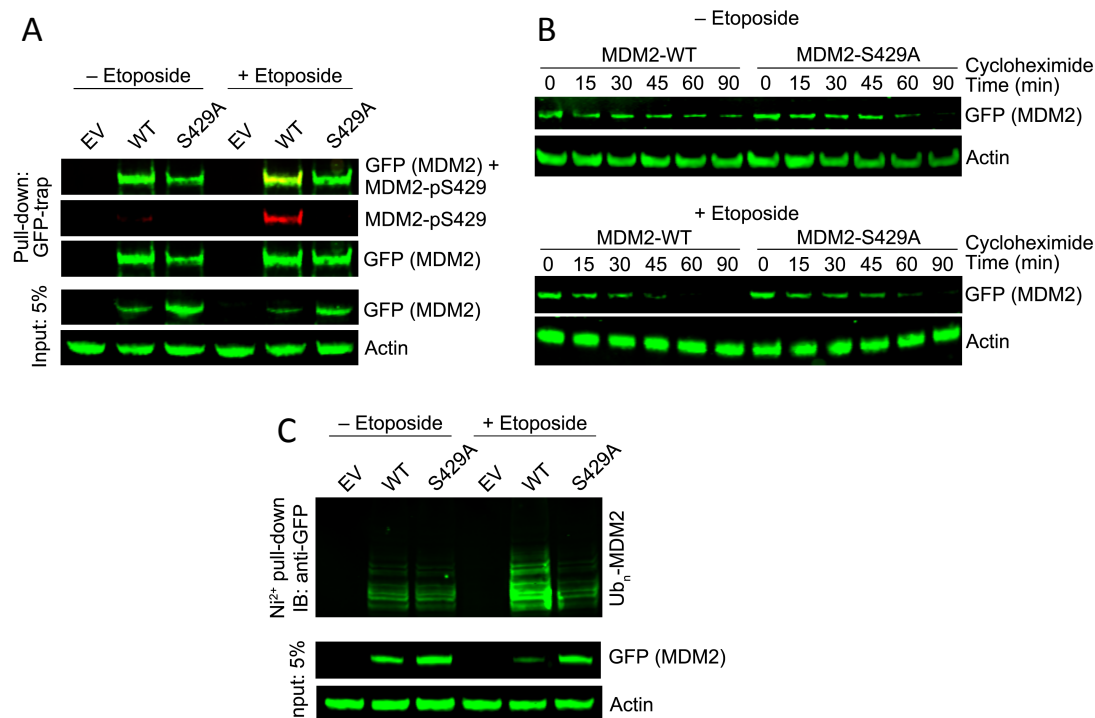 A
– Etoposide + Etoposide
EV WT S429A EV WT S429A
Pull-down:
GFP-trap
GFP (MDM2) +
MDM2-pS429
MDM2-pS429
GFP (MDM2)
Input: 5%
GFP (MDM2)
Actin
B
– Etoposide
MDM2-WT MDM2-S429A
Cycloheximide
0 15 30 45 60 90 0 15 30 45 60 90 Time (min)
GFP (MDM2)
Actin
+ Etoposide
MDM2-WT MDM2-S429A
Cycloheximide
0 15 30 45 60 90 0 15 30 45 60 90 Time (min)
GFP (MDM2)
Actin
C
– Etoposide + Etoposide
EV WT S429A EV WT S429A
Ni2+ pull-down
IB: anti-GFP
Ubn-MDM2
nput: 5%
GFP (MDM2)
Actin